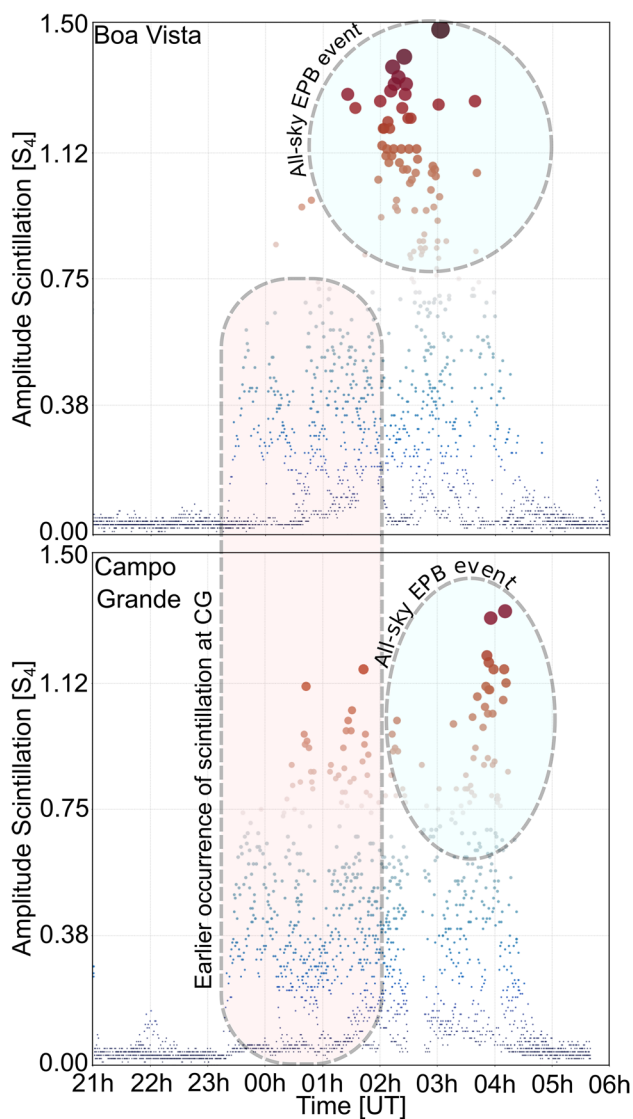 1.50
Boa Vista
All-sky EPB event
1.12
Amplitude Scintillation [S₄]
0.75
0.38
0.00
1.50
Campo
Grande
All-sky EPB event
1.12
Amplitude Scintillation [S₄]
0.75
Earlier occurrence of scintillation at CG
0.38
0.00
21h 22h 23h 00h 01h 02h 03h 04h 05h 06h
Time [UT]